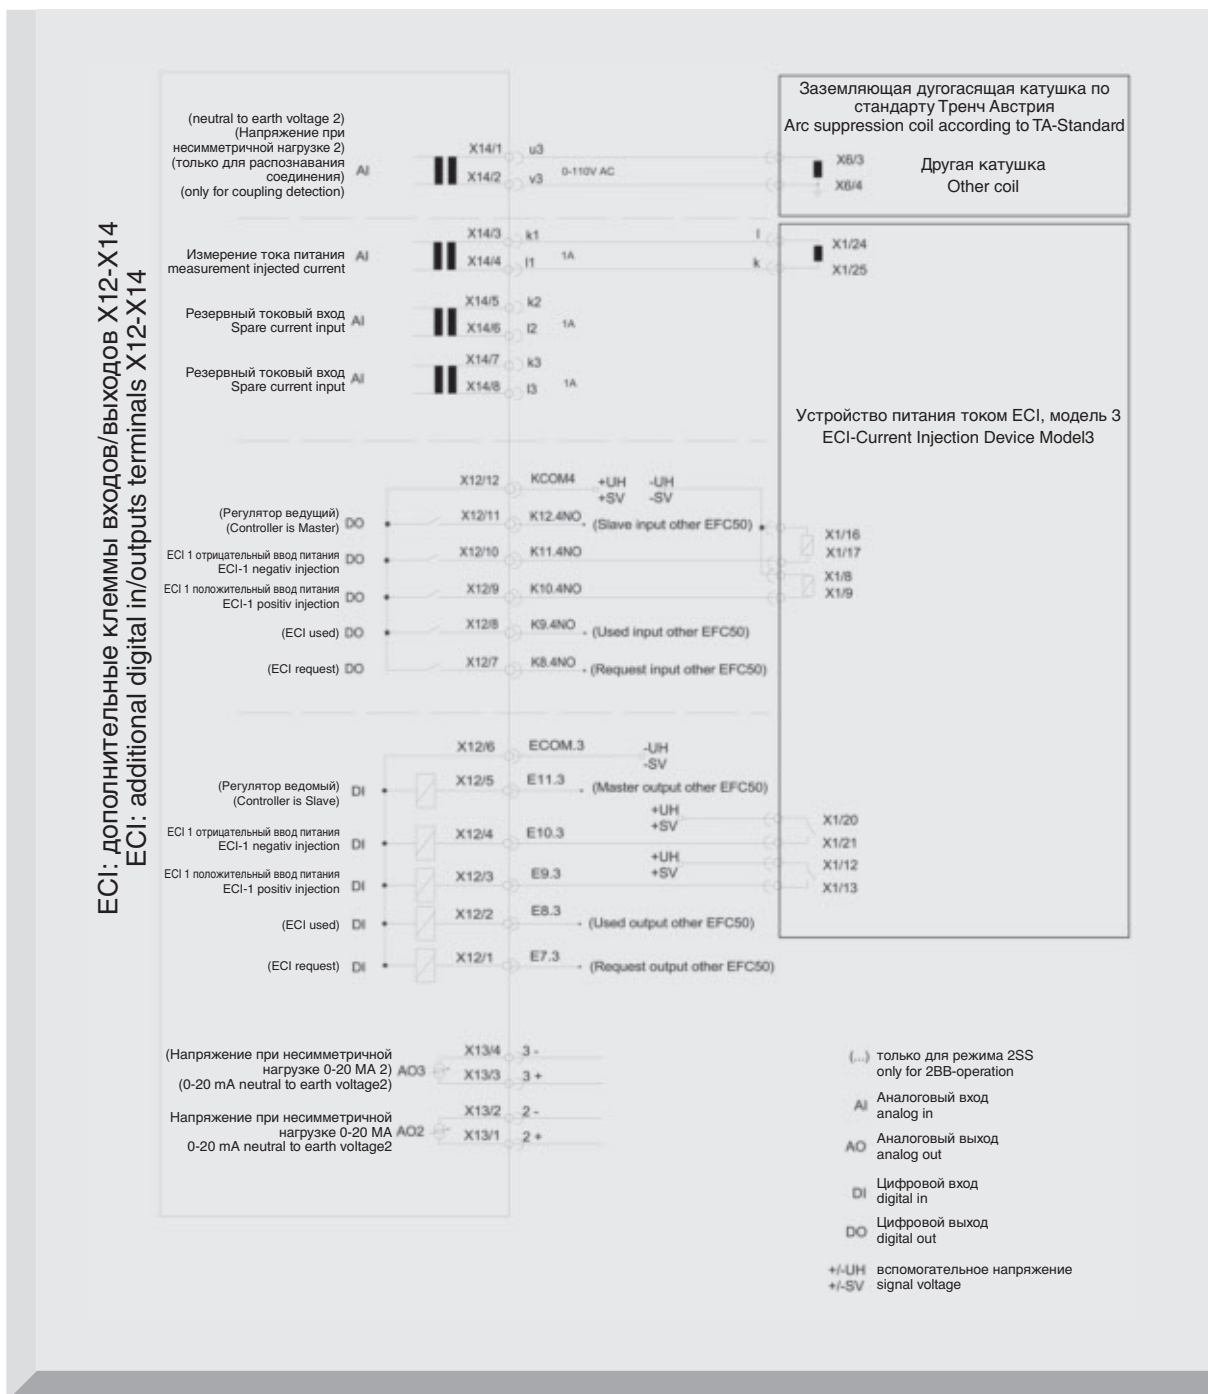 ECI: дополнительные клеммы входов/выходов X12-X14
ECI: additional digital in/outputs terminals X12-X14
(neutral to earth voltage 2)
(Напряжение при
несимметричной нагрузке 2)
(только для распознавания
соединения)
(only for coupling detection)
AI
X14/1 u3
X14/2 v3
0-110V AC
Заземляющая дугогасящая катушка по
стандарту Тренч Австрия
Arc suppression coil according to TA-Standard
X6/3
X6/4
Другая катушка
Other coil
Измерение тока питания
measurement injected current
AI
X14/3 k1
X14/4 l1
1A
l
k
X1/24
X1/25
Резервный токовый вход
Spare current input
AI
X14/5 k2
X14/6 l2
1A
Резервный токовый вход
Spare current input
AI
X14/7 k3
X14/8 l3
1A
Устройство питания током ECI, модель 3
ECI-Current Injection Device Model3
X12/12 KCOM4
+UH -UH
+SV -SV
(Регулятор ведущий)
(Controller is Master)
DO
X12/11 K12.4NO (Slave input other EFC50)
ECI 1 отрицательный ввод питания
ECI-1 negativ injection
DO
X12/10 K11.4NO
X1/16
X1/17
ECI 1 положительный ввод питания
ECI-1 positiv injection
DO
X12/9 K10.4NO
X1/8
X1/9
(ECI used) DO X12/8 K9.4NO (Used input other EFC50)
(ECI request) DO X12/7 K8.4NO (Request input other EFC50)
X12/6 ECOM.3
-UH
-SV
(Регулятор ведомый)
(Controller is Slave)
DI
X12/5 E11.3 (Master output other EFC50)
+UH
+SV
ECI 1 отрицательный ввод питания
ECI-1 negativ injection
DI
X12/4 E10.3
X1/20
X1/21
+UH
+SV
ECI 1 положительный ввод питания
ECI-1 positiv injection
DI
X12/3 E9.3
X1/12
X1/13
(ECI used) DI X12/2 E8.3 (Used output other EFC50)
(ECI request) DI X12/1 E7.3 (Request output other EFC50)
(Напряжение при несимметричной
нагрузке 0-20 МА 2)
(0-20 mA neutral to earth voltage2)
AO3
X13/4 3 -
X13/3 3 +
Напряжение при несимметричной
нагрузке 0-20 МА
0-20 mA neutral to earth voltage2
AO2
X13/2 2 -
X13/1 2 +
(...) только для режима 2SS
only for 2BB-operation
AI Аналоговый вход
analog in
AO Аналоговый выход
analog out
DI Цифровой вход
digital in
DO Цифровой выход
digital out
+/-UH вспомогательное напряжение
+/-SV signal voltage